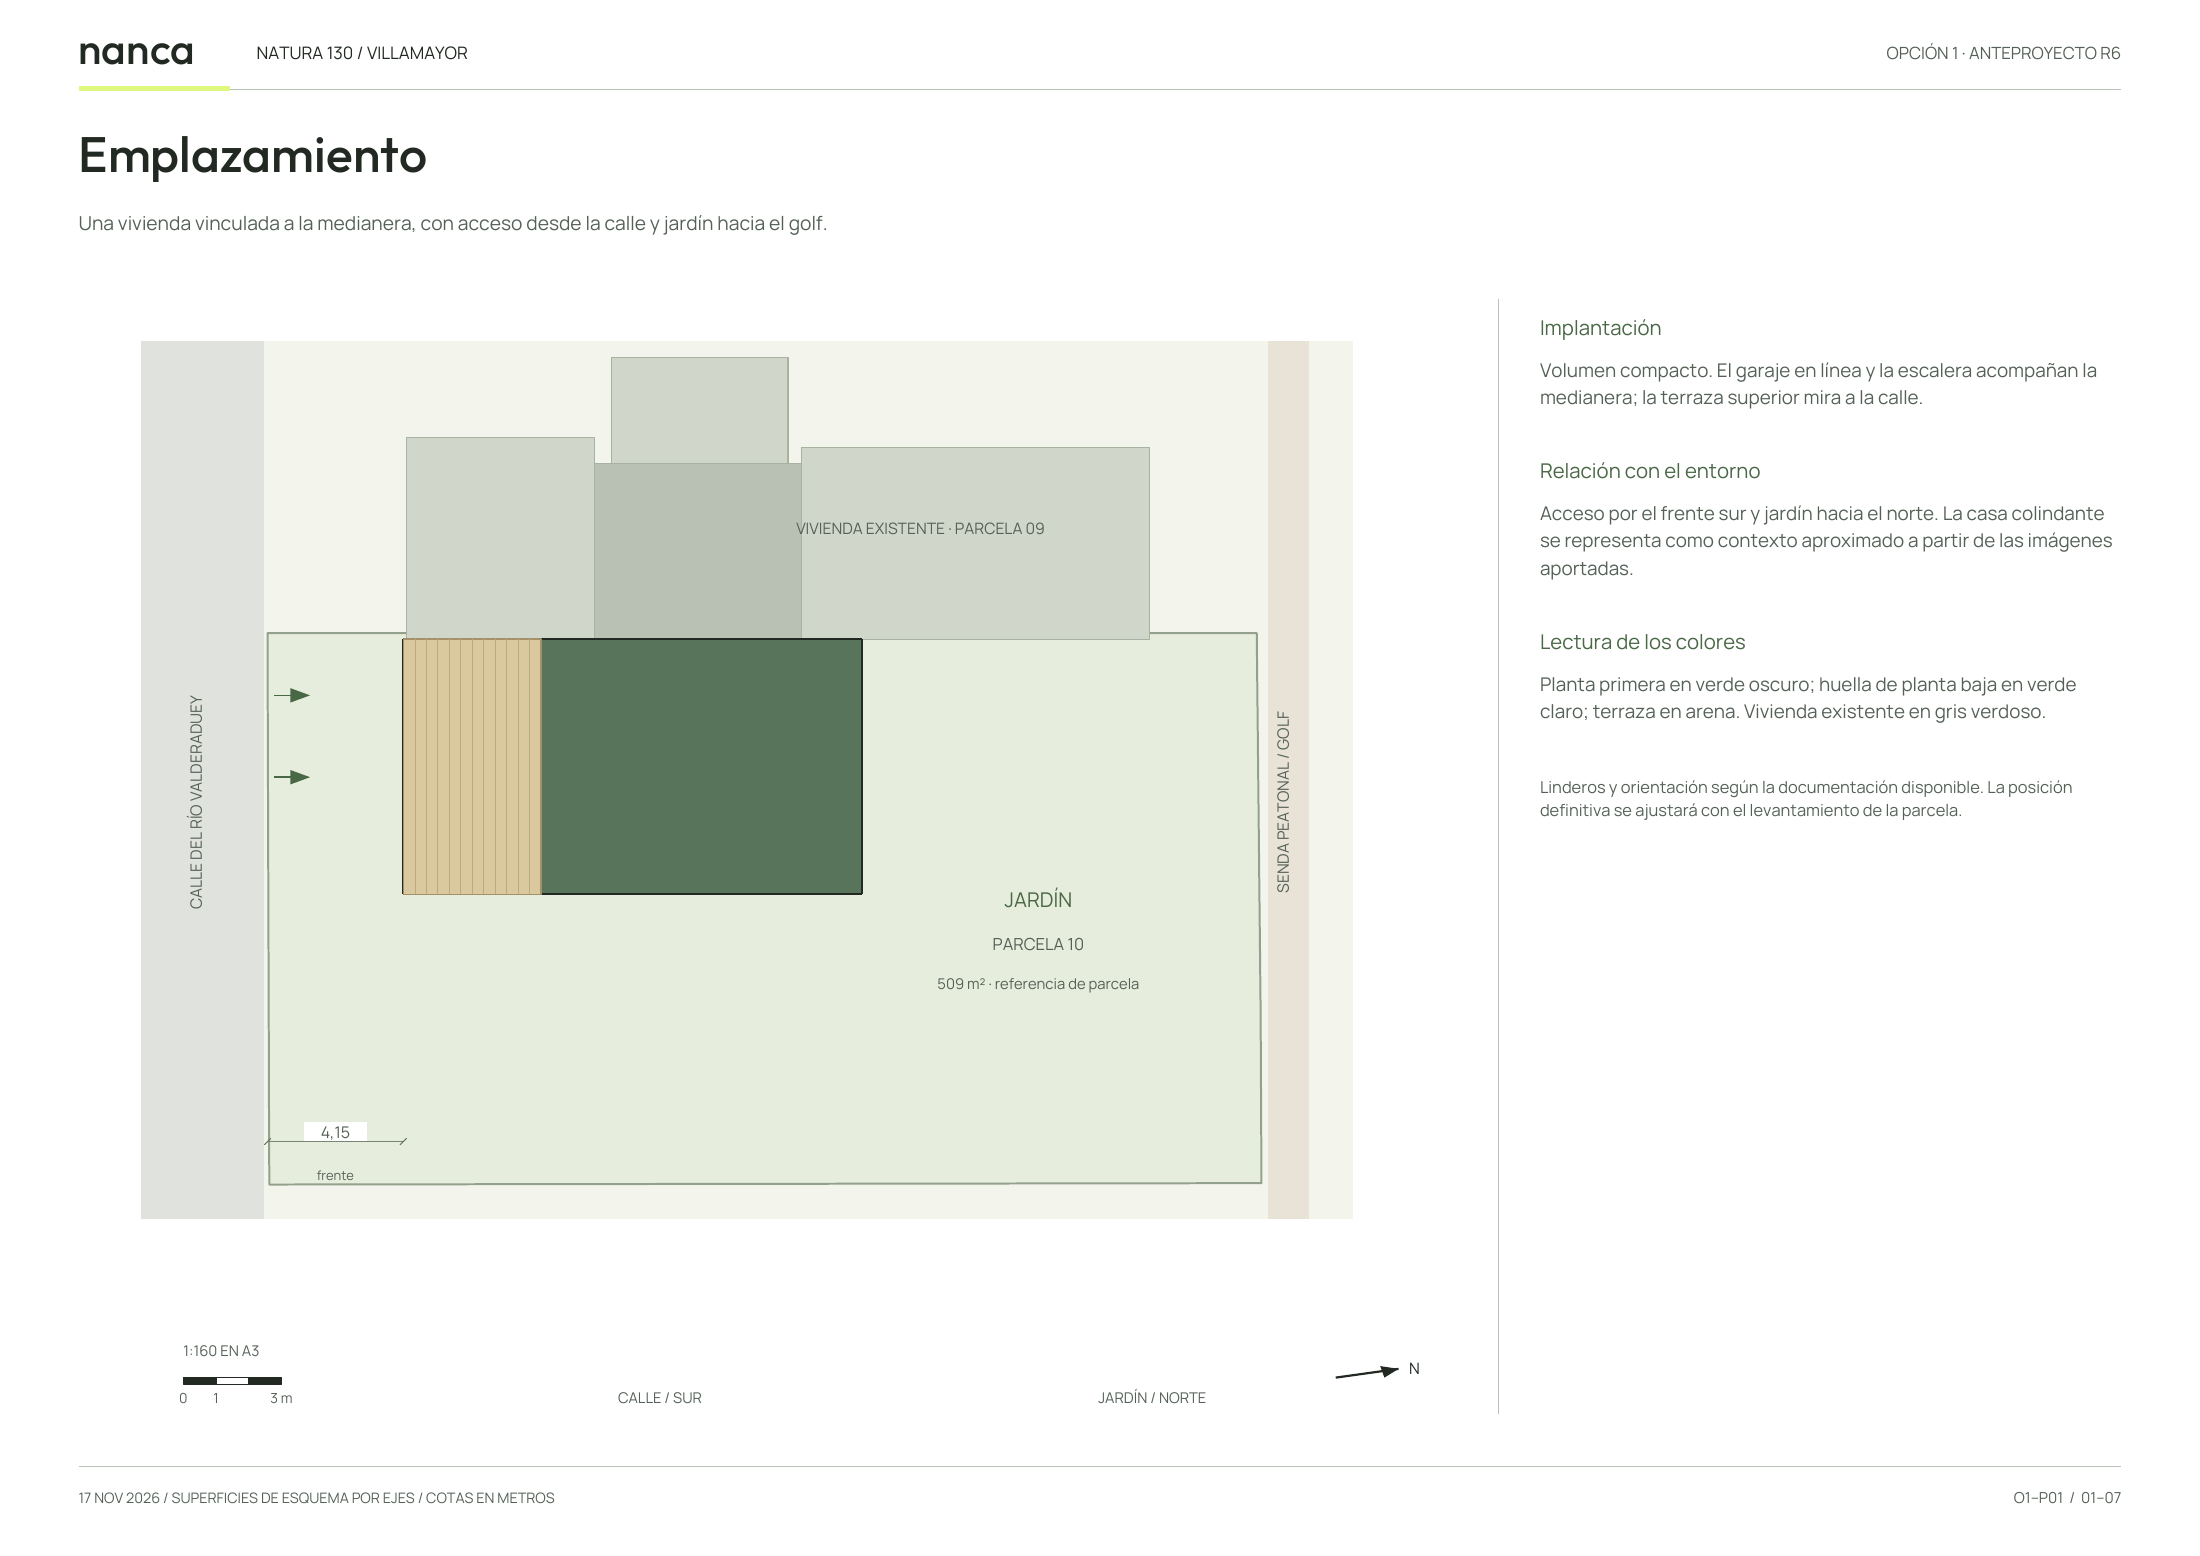 nanca
NATURA 130 / VILLAMAYOR
OPCIÓN 1 · ANTEPROYECTO R6
Emplazamiento
Una vivienda vinculada a la medianera, con acceso desde la calle y jardín hacia el golf.
VIVIENDA EXISTENTE · PARCELA 09
CALLE DEL RÍO VALDERADUEY
SENDA PEATONAL / GOLF
JARDÍN
PARCELA 10
509 m² · referencia de parcela
4,15
frente
Implantación
Volumen compacto. El garaje en línea y la escalera acompañan la
medianera; la terraza superior mira a la calle.
Relación con el entorno
Acceso por el frente sur y jardín hacia el norte. La casa colindante
se representa como contexto aproximado a partir de las imágenes
aportadas.
Lectura de los colores
Planta primera en verde oscuro; huella de planta baja en verde
claro; terraza en arena. Vivienda existente en gris verdoso.
Linderos y orientación según la documentación disponible. La posición
definitiva se ajustará con el levantamiento de la parcela.
1:160 EN A3
0 1 3 m
CALLE / SUR
JARDÍN / NORTE
N
17 NOV 2026 / SUPERFICIES DE ESQUEMA POR EJES / COTAS EN METROS
O1-P01 / 01-07